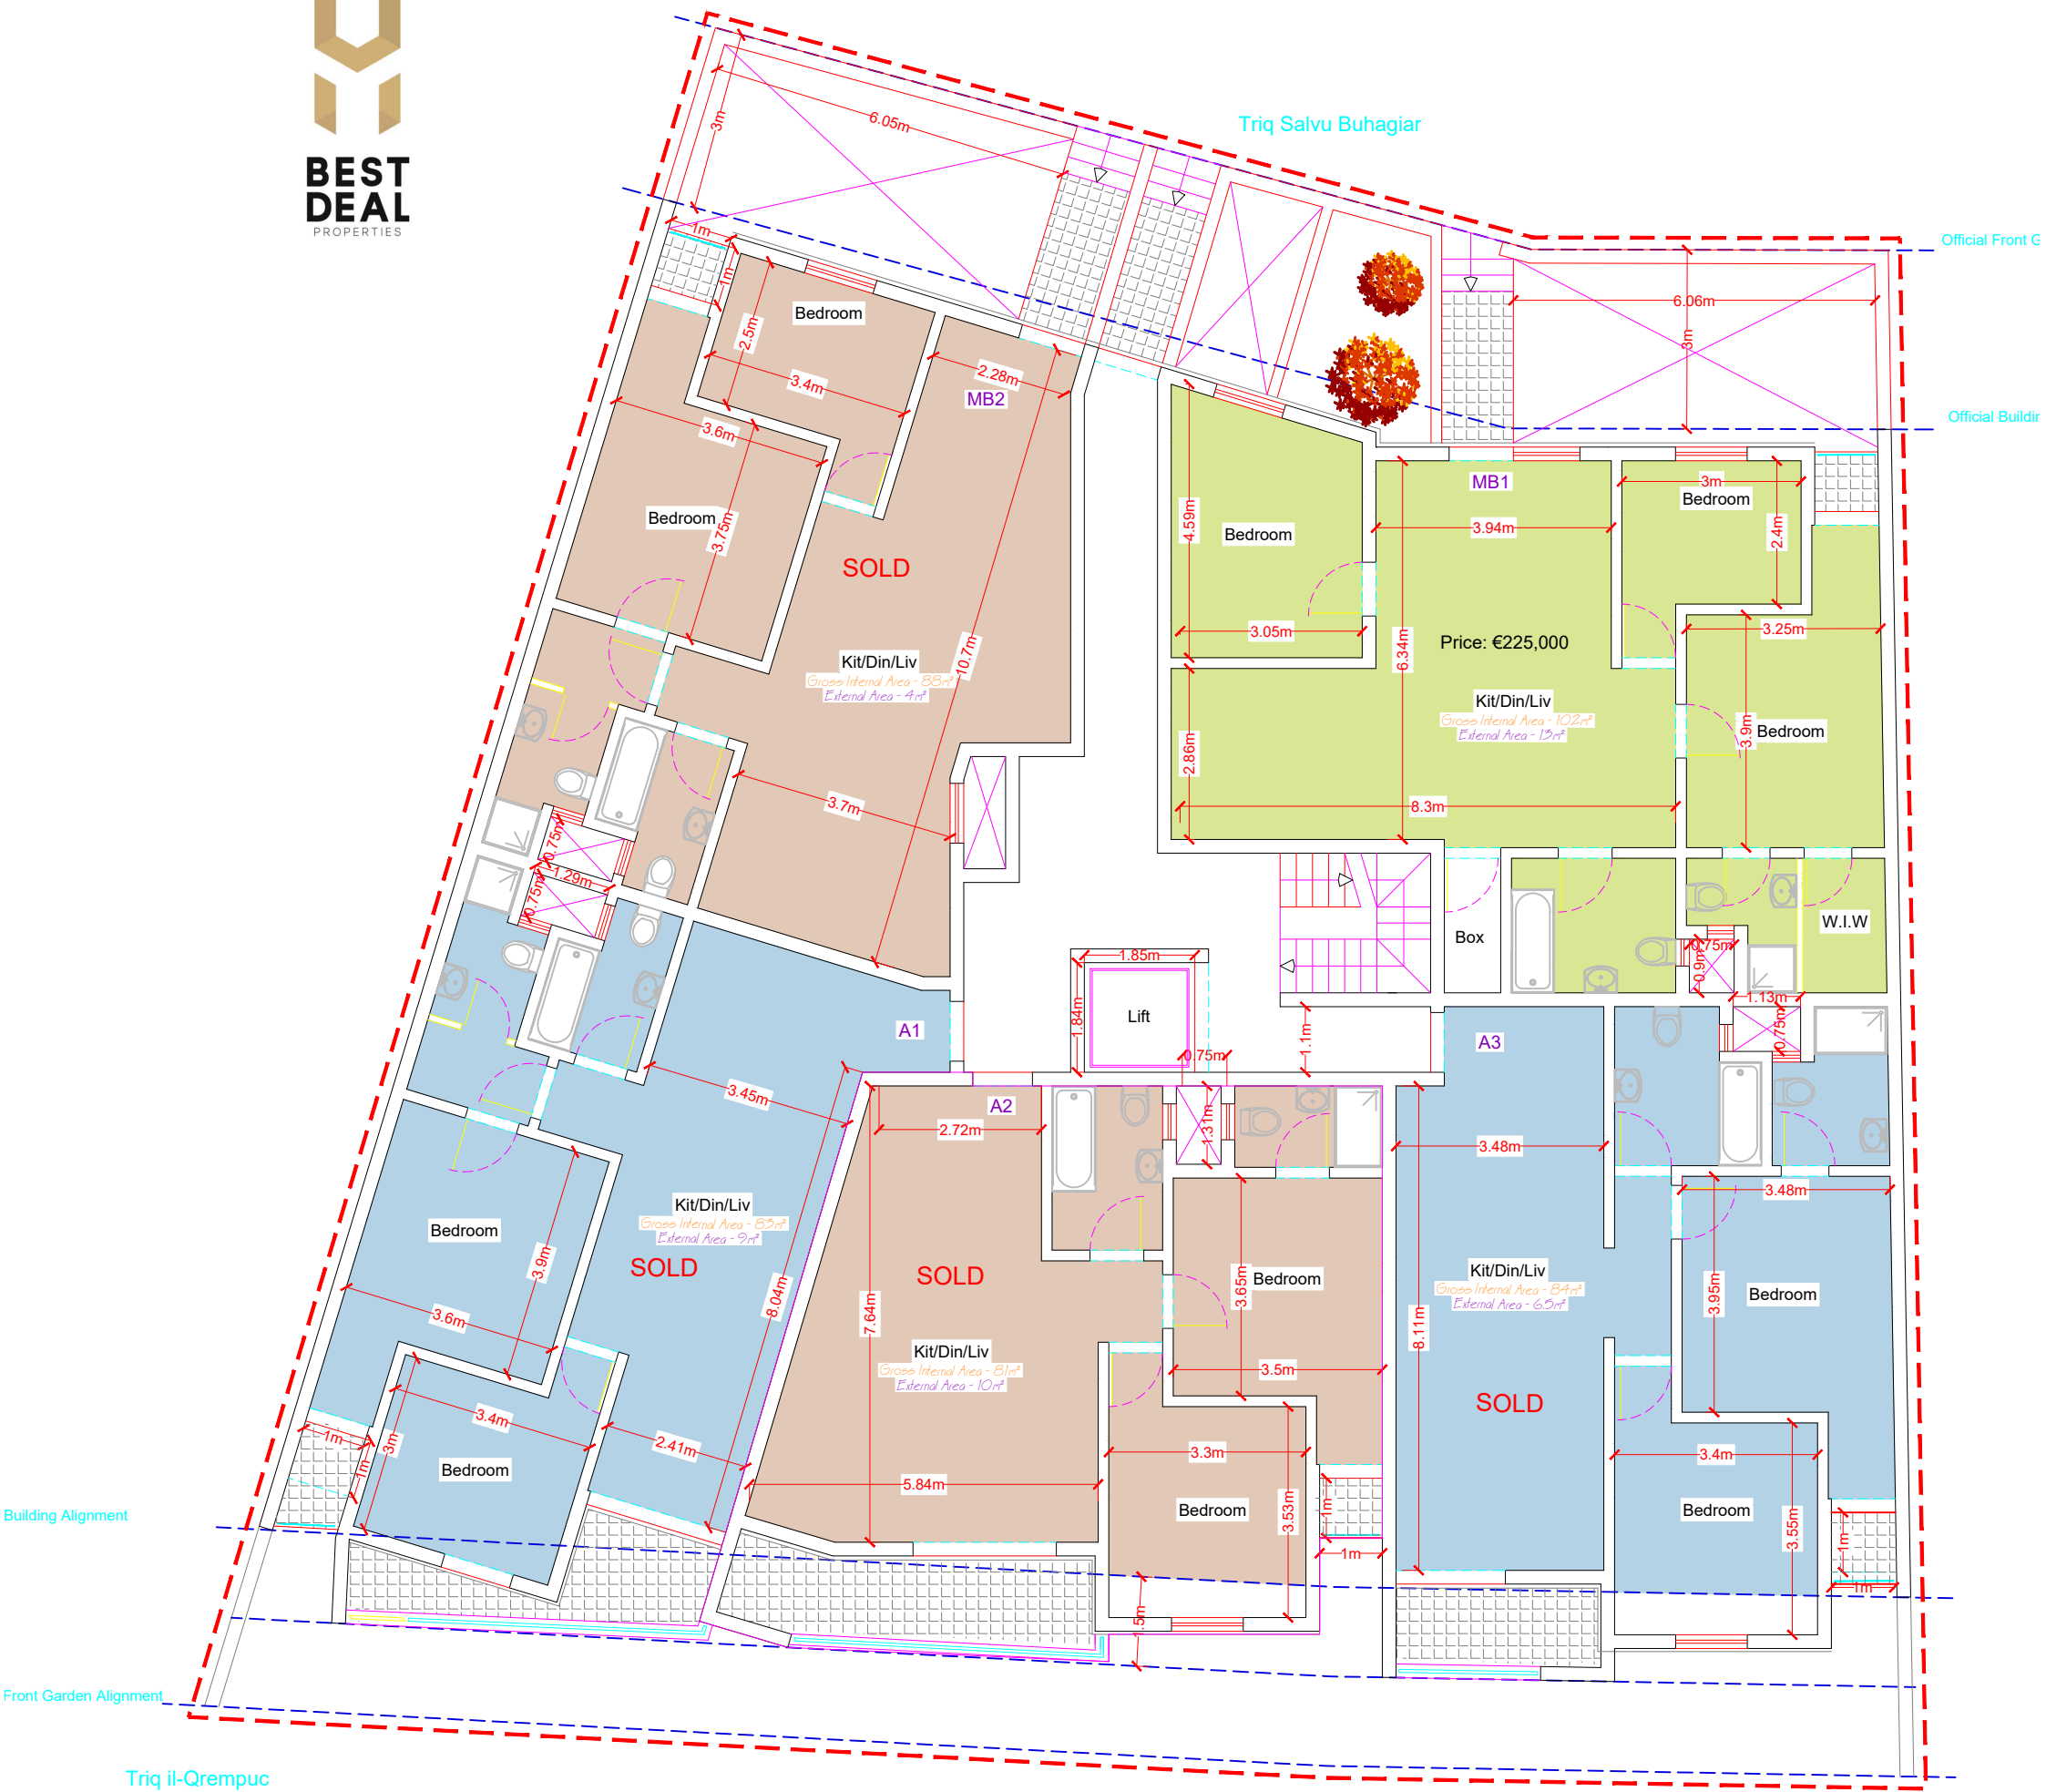 BEST
DEAL
PROPERTIES
Triq Salvu Buhagiar
Official Front G
Official Buildin
6.05m
3m
1m
1m
Bedroom
2.5m
3.4m
2.28m
MB2
3.6m
Bedroom
3.75m
SOLD
10.7m
Kit/Din/Liv
Gross Internal Area - 88m²
External Area - 4m²
3.7m
0.75m
1.29m
0.75m
6.06m
3m
MB1
3m
Bedroom
2.4m
4.59m
Bedroom
3.94m
3.05m
6.34m
Price: €225,000
3.25m
Kit/Din/Liv
Gross Internal Area - 102m²
External Area - 13m²
3.9m
Bedroom
2.86m
8.3m
Box
W.I.W
0.75m
0.9m
1.13m
0.75m
1.85m
1.84m
Lift
1.1m
0.75m
A1
3.45m
Bedroom
3.9m
3.6m
Kit/Din/Liv
Gross Internal Area - 83m²
External Area - 9m²
SOLD
8.04m
3.4m
3m
1m
1m
Bedroom
2.41m
A2
2.72m
1.31m
7.64m
SOLD
Kit/Din/Liv
Gross Internal Area - 81m²
External Area - 10m²
3.65m
Bedroom
3.5m
5.84m
3.3m
Bedroom
3.53m
1m
1m
1.5m
A3
3.48m
3.48m
Kit/Din/Liv
Gross Internal Area - 84m²
External Area - 6.5m²
8.11m
SOLD
3.95m
Bedroom
3.4m
Bedroom
3.55m
1m
1m
Building Alignment
Front Garden Alignment
Triq il-Qrempuc